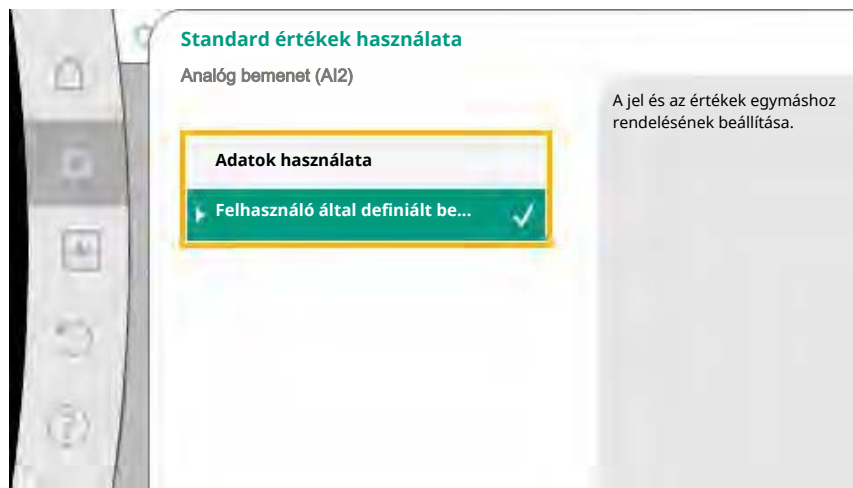 Standard értékek használata
Analóg bemenet (AI2)
A jel és az értékek egymáshoz
rendelésének beállítása.
Adatok használata
Felhasználó által definiált be...